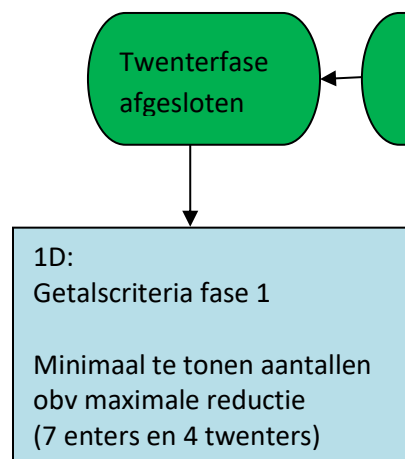 Twenterfase
afgesloten
1D:
Getalscriteria fase 1
Minimaal te tonen aantallen
obv maximale reductie
(7 enters en 4 twenters)